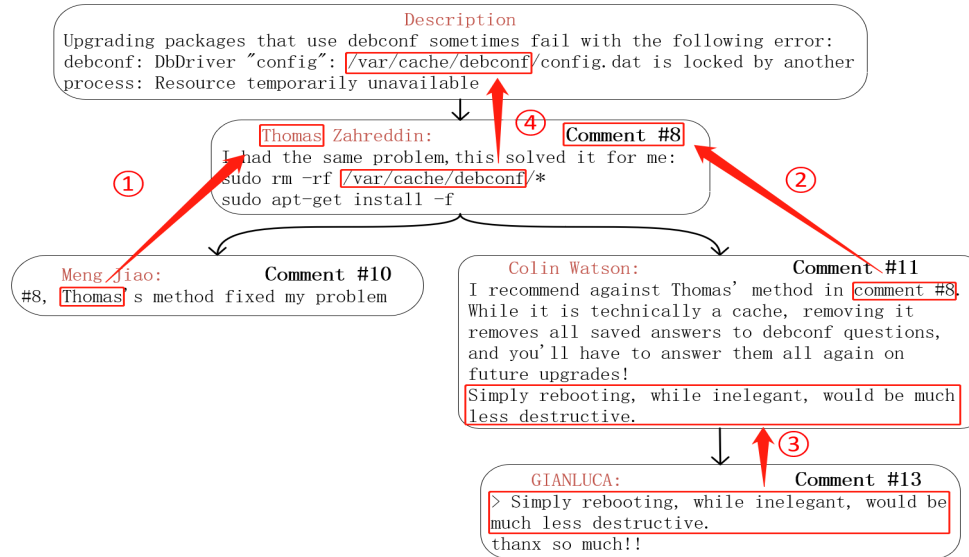 Description
Upgrading packages that use debconf sometimes fail with the following error:
debconf: DbDriver "config": /var/cache/debconf/config.dat is locked by another
process: Resource temporarily unavailable
④
Thomas Zahreddin: Comment #8
I had the same problem,this solved it for me:
sudo rm -rf /var/cache/debconf/*
sudo apt-get install -f
①
②
Meng Jiao: Comment #10
#8, Thomas's method fixed my problem
Colin Watson: Comment #11
I recommend against Thomas' method in comment #8.
While it is technically a cache, removing it
removes all saved answers to debconf questions,
and you'll have to answer them all again on
future upgrades!
Simply rebooting, while inelegant, would be much
less destructive.
③
GIANLUCA: Comment #13
> Simply rebooting, while inelegant, would be
much less destructive.
thanx so much!!